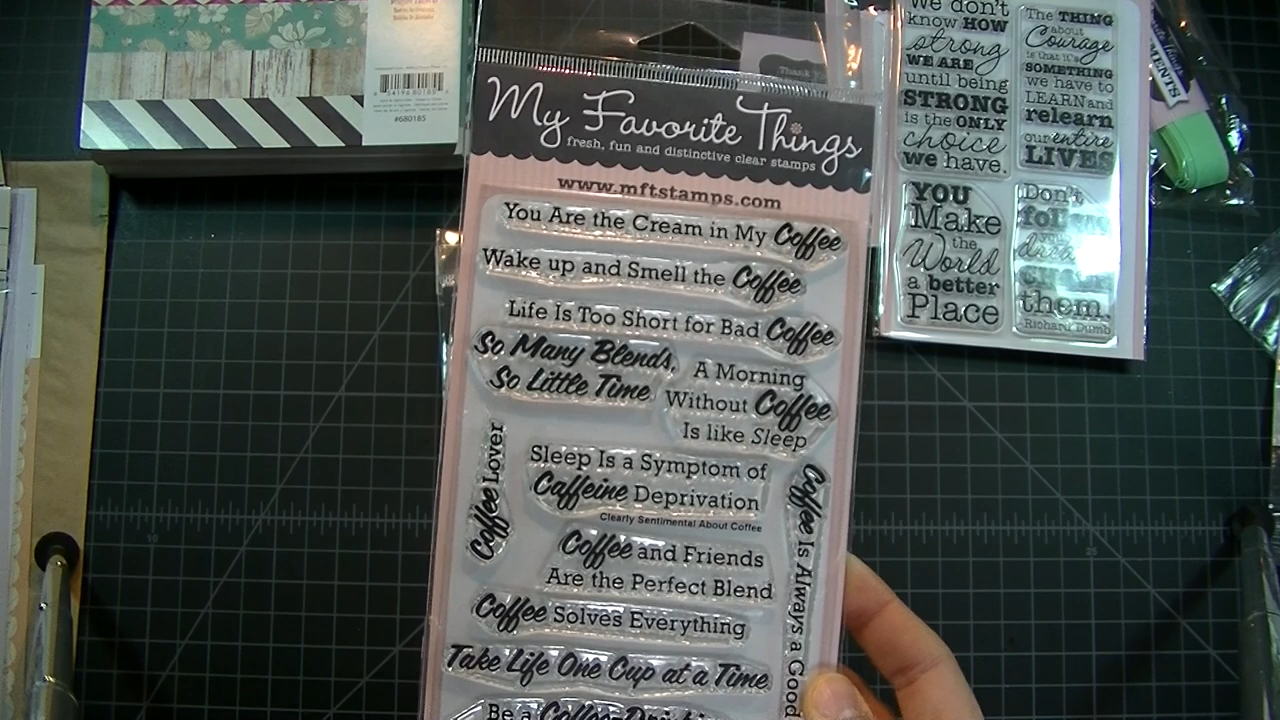 #680185
We don't
know HOW
strong
WE ARE
until being
STRONG
is the ONLY
choice
we have.
The THING
about
Courage
is that it's
SOMETHING
we have to
LEARN and
relearn
our entire
LIVES
YOU
Make
the
World
a better
Place
Don't
them.
Thank
My Favorite Things
fresh, fun and distinctive clear stamps
www.mftstamps.com
You Are the Cream in My Coffee
Wake up and Smell the Coffee
Life Is Too Short for Bad Coffee
So Many Blends,
So Little Time
A Morning
Without Coffee
Is like Sleep
Coffee Lover
Sleep Is a Symptom of
Caffeine Deprivation
Clearly Sentimental About Coffee
Coffee Is Always a Good
Coffee and Friends
Are the Perfect Blend
Coffee Solves Everything
Take Life One Cup at a Time
Be a